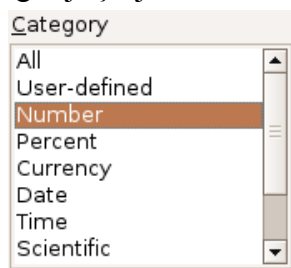 Category
All
User-defined
Number
Percent
Currency
Date
Time
Scientific